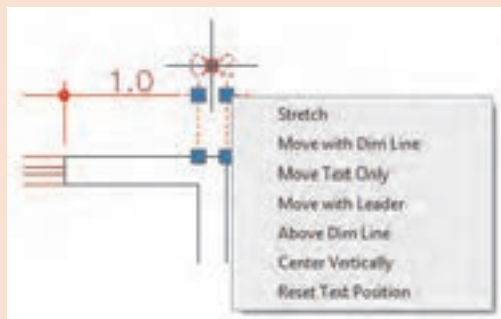 1.0
Stretch
Move with Dim Line
Move Text Only
Move with Leader
Above Dim Line
Center Vertically
Reset Text Position